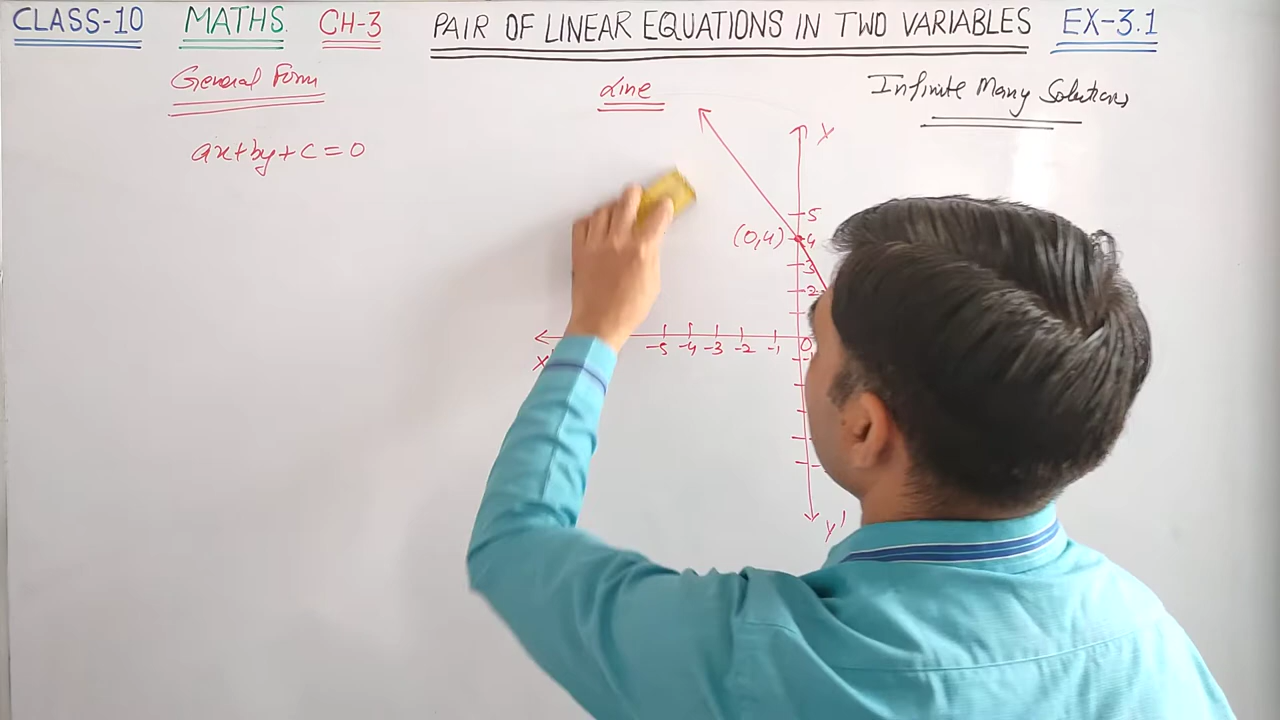 CLASS-10 MATHS. CH-3 PAIR OF LINEAR EQUATIONS IN TWO VARIABLES EX-3.1
General Form
Line
Infinite Many Solutions
ax+by+c=0
Y
5
(0,4) 4
3
2
-5 -4 -3 -2 -1 0
X'
-1
Y'